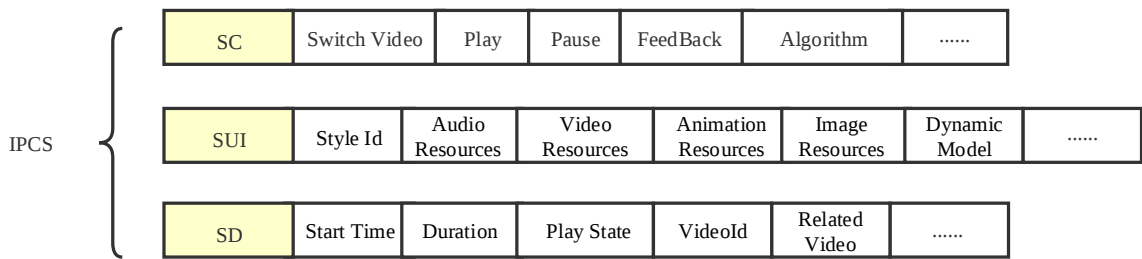 SC Switch Video Play Pause FeedBack Algorithm ......
IPCS
SUI Style Id Audio Resources Video Resources Animation Resources Image Resources Dynamic Model ......
SD Start Time Duration Play State VideoId Related Video ......